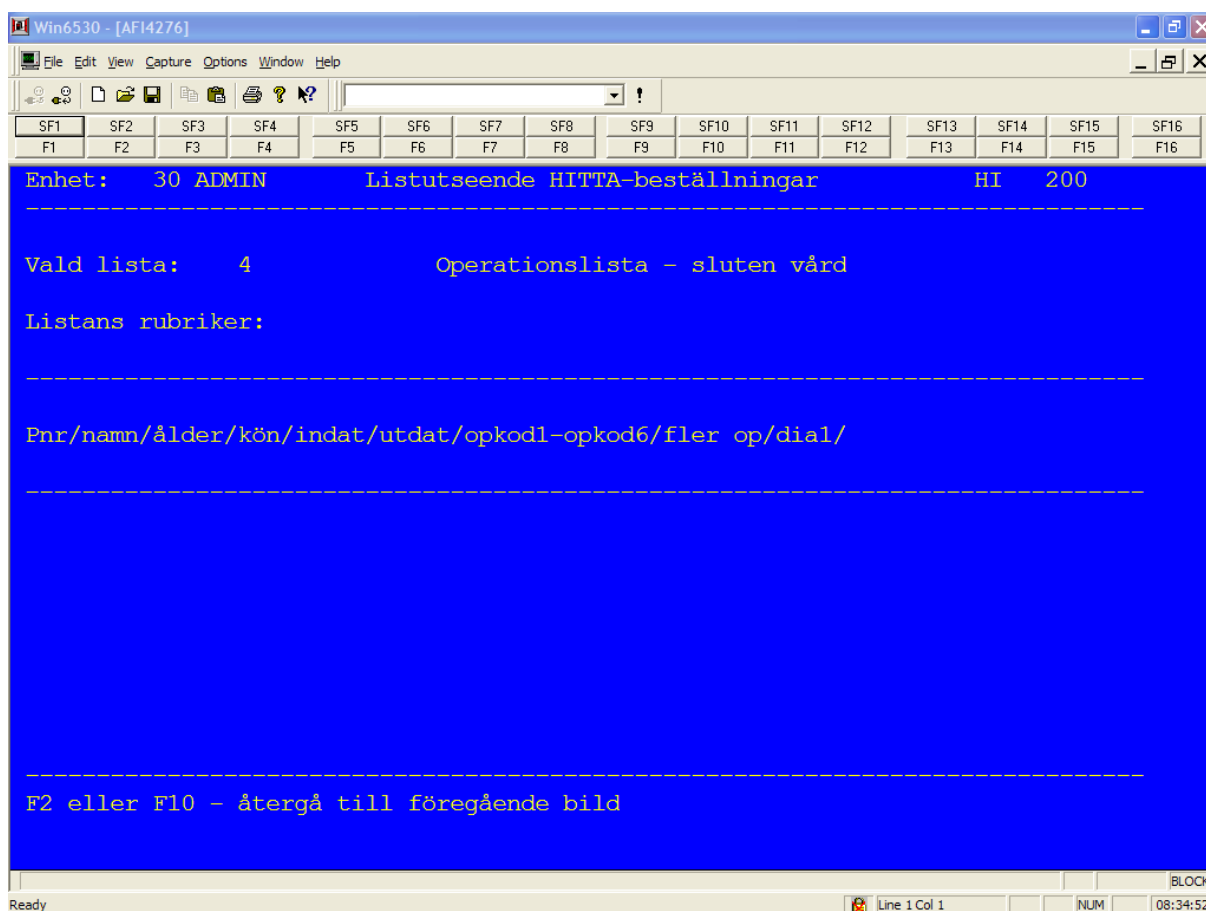 Win6530 - [AFI4276]
File Edit View Capture Options Window Help
SF1 SF2 SF3 SF4 SF5 SF6 SF7 SF8 SF9 SF10 SF11 SF12 SF13 SF14 SF15 SF16
F1 F2 F3 F4 F5 F6 F7 F8 F9 F10 F11 F12 F13 F14 F15 F16
Enhet: 30 ADMIN Listutseende HITTA-beställningar HI 200
Vald lista: 4 Operationslista - sluten vård
Listans rubriker:
Pnr/namn/ålder/kön/indat/utdat/opkod1-opkod6/fler op/dia1/
F2 eller F10 - återgå till föregående bild
BLOCK
Ready Line 1 Col 1 NUM 08:34:52